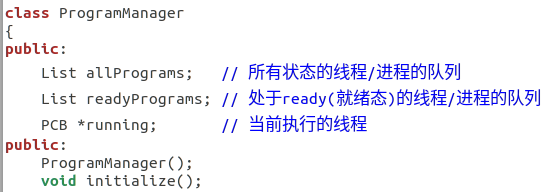 class ProgramManager
{
public:
    List allPrograms;   // 所有状态的线程/进程的队列
    List readyPrograms; // 处于ready(就绪态)的线程/进程的队列
    PCB *running;       // 当前执行的线程
public:
    ProgramManager();
    void initialize();